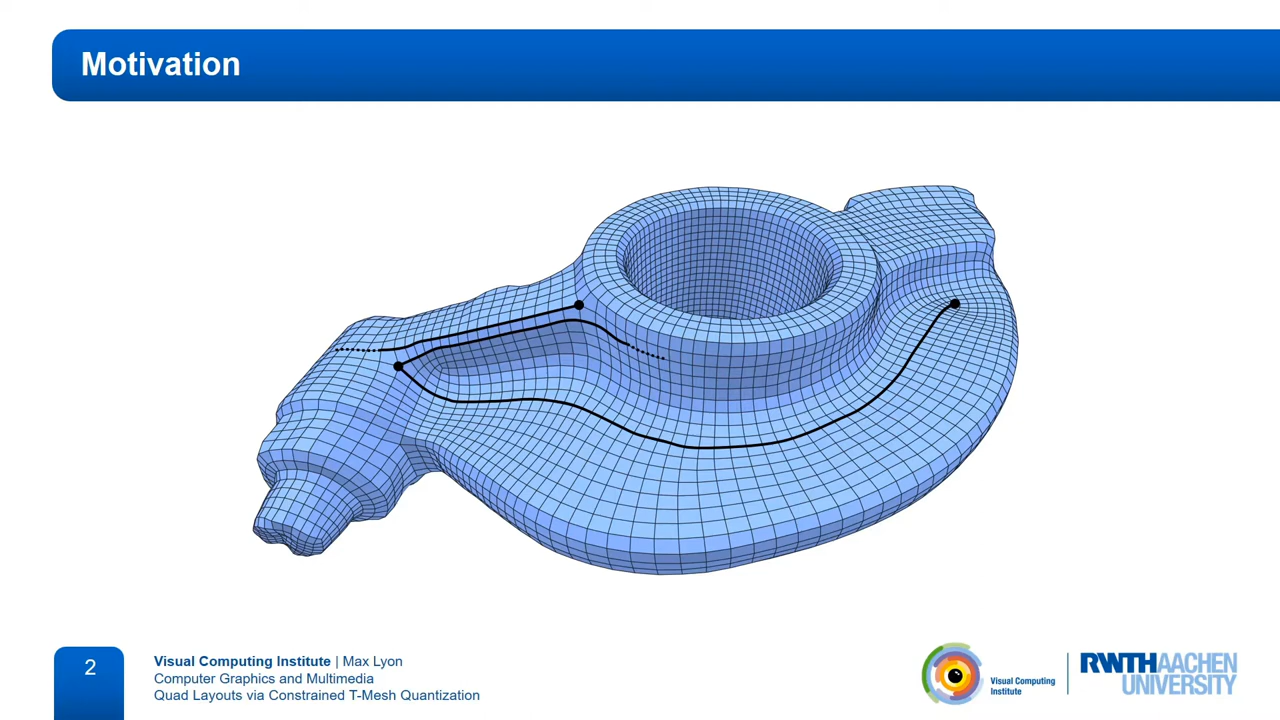 Motivation
2
Visual Computing Institute | Max Lyon
Computer Graphics and Multimedia
Quad Layouts via Constrained T-Mesh Quantization
Visual Computing
Institute
RWTHAACHEN
UNIVERSITY